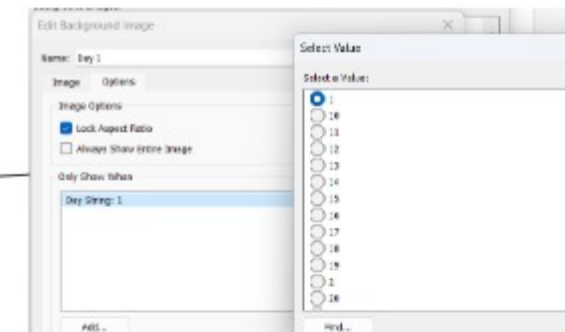 Edit Background Image
Name: Day 1
Image Options
Image Options
Lock Aspect Ratio
Always Show Entire Image
Only Show When
Day String: 1
Add...
Select Value
Select a Value:
1
10
11
12
13
14
15
16
17
18
19
2
20
Find...